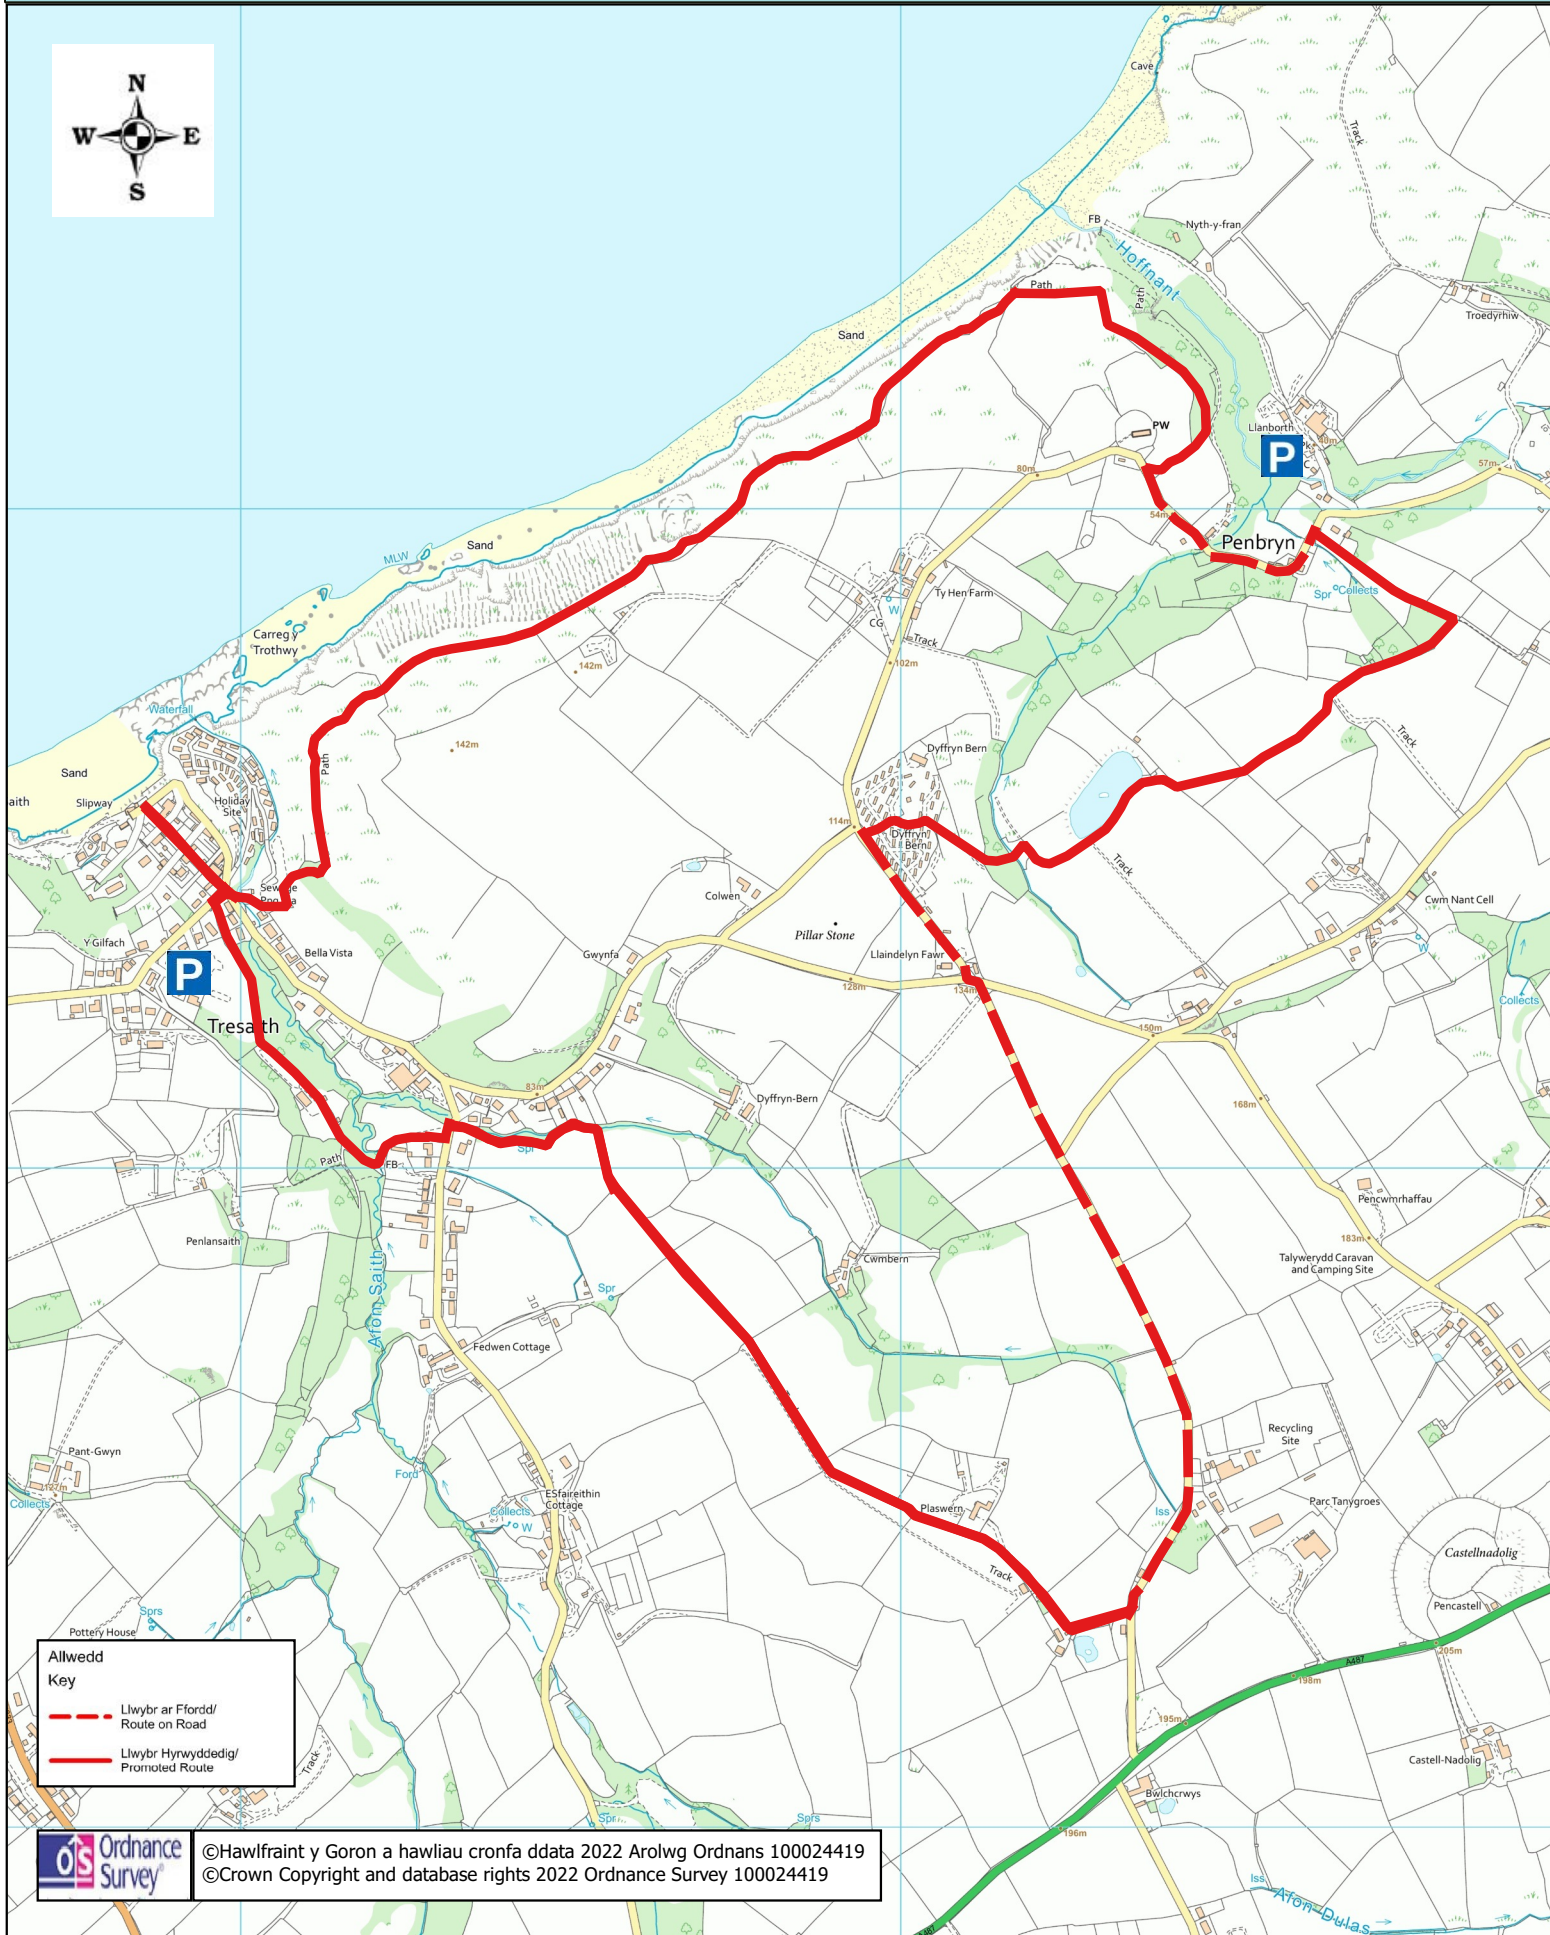 N
W E
S
Cave
Track
FB
Nyth-y-fran
Hoffnant
Path
Path
Troedyrhiw
Sand
PW
Llanborth
40m
P
80m
57m
54m
Penbryn
MLW
Sand
Spr Collects
Ty Hen Farm
W
CG
Track
Carreg y
Trothwy
102m
142m
Waterfall
142m
Track
Dyffryn Bern
Path
Sand
aith
Slipway
Holiday
Site
114m
Dyffryn
Bern
Track
Colwen
Cwm Nant Cell
Pillar Stone
W
Y Gilfach
Bella Vista
Gwynfa
Llaindelyn Fawr
P
128m
134m
Collects
Tresaith
150m
83m
Dyffryn-Bern
168m
Spr
Path
FB
Pencwmrhaffau
Penlansaith
183m
Cwmbern
Talywerydd Caravan
and Camping Site
Afon Saith
Spr
Fedwen Cottage
Recycling
Site
Pant-Gwyn
127m
Collects
Ford
ESfaireithin
Cottage
Collects
W
Plaswern
Iss
Parc Tanygroes
Castellnadolig
Track
Pencastell
Sprs
Pottery House
205m
A487
198m
195m
Castell-Nadolig
Bwlchcrwys
Allwedd
Key
Llwybr ar Ffordd/
Route on Road
Llwybr Hyrwyddedig/
Promoted Route
Track
Spr
Sprs
196m
Iss
Afon Dulas
A487
Ordnance
Survey
©Hawlfraint y Goron a hawliau cronfa ddata 2022 Arolwg Ordnans 100024419
©Crown Copyright and database rights 2022 Ordnance Survey 100024419